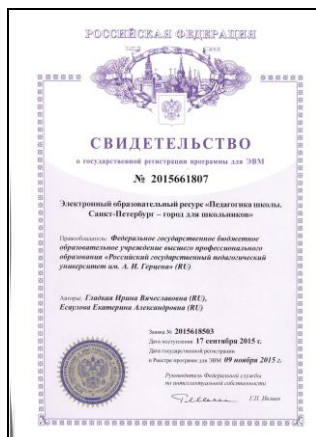 РОССИЙСКАЯ ФЕДЕРАЦИЯ
СВИДЕТЕЛЬСТВО
о государственной регистрации программы для ЭВМ
№ 2015661807
Электронный образовательный ресурс «Педагогика школы.
Санкт-Петербург – город для школьников»
Правообладатель: Федеральное государственное бюджетное
образовательное учреждение высшего профессионального
образования «Российский государственный педагогический
университет им. А. И. Герцена» (RU)
Авторы: Гладкая Ирина Вячеславовна (RU),
Есаулова Екатерина Александровна (RU)
Заявка № 2015618503
Дата поступления 17 сентября 2015 г.
Дата государственной регистрации
в Реестре программ для ЭВМ 09 ноября 2015 г.
Руководитель Федеральной службы
по интеллектуальной собственности
Г.П. Ивлиев